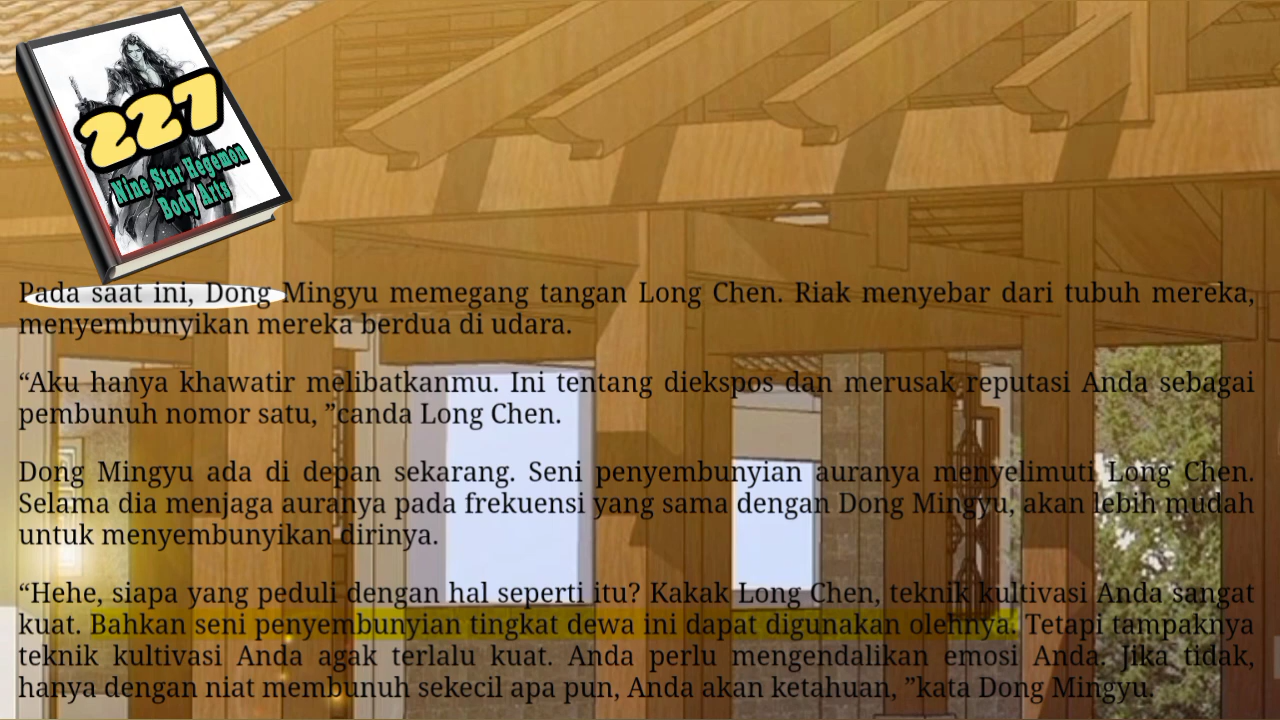 227
Nine Star Hegemon
Body Arts
Pada saat ini, Dong Mingyu memegang tangan Long Chen. Riak menyebar dari tubuh mereka,
menyembunyikan mereka berdua di udara.
“Aku hanya khawatir melibatkanmu. Ini tentang diekspos dan merusak reputasi Anda sebagai
pembunuh nomor satu, ”canda Long Chen.
Dong Mingyu ada di depan sekarang. Seni penyembunyian auranya menyelimuti Long Chen.
Selama dia menjaga auranya pada frekuensi yang sama dengan Dong Mingyu, akan lebih mudah
untuk menyembunyikan dirinya.
“Hehe, siapa yang peduli dengan hal seperti itu? Kakak Long Chen, teknik kultivasi Anda sangat
kuat. Bahkan seni penyembunyian tingkat dewa ini dapat digunakan olehnya. Tetapi tampaknya
teknik kultivasi Anda agak terlalu kuat. Anda perlu mengendalikan emosi Anda. Jika tidak,
hanya dengan niat membunuh sekecil apa pun, Anda akan ketahuan, ”kata Dong Mingyu.